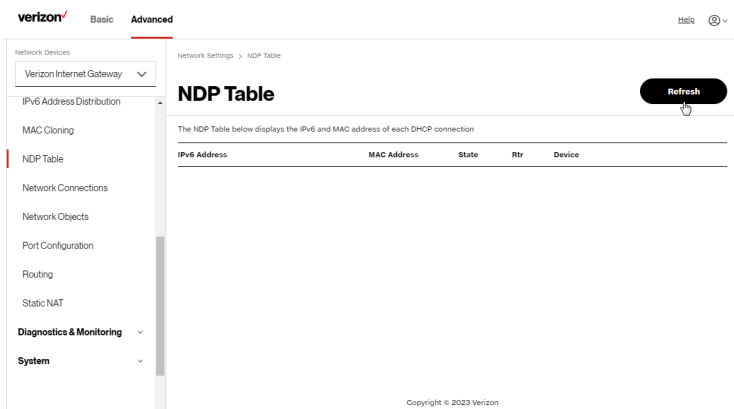 verizon Basic Advanced Help
Network Devices
Verizon Internet Gateway
IPv6 Address Distribution
MAC Cloning
NDP Table
Network Connections
Network Objects
Port Configuration
Routing
Static NAT
Diagnostics & Monitoring
System
Network Settings > NDP Table
NDP Table
Refresh
The NDP Table below displays the IPv6 and MAC address of each DHCP connection
IPv6 Address MAC Address State Rtr Device
Copyright © 2023 Verizon